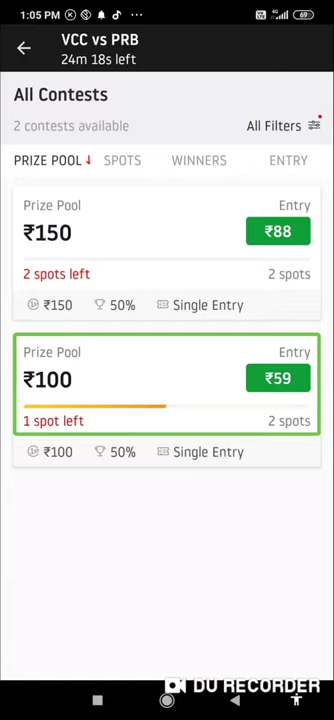 1:05 PM
4G
69
VCC vs PRB
24m 18s left
All Contests
2 contests available
All Filters
PRIZE POOL SPOTS WINNERS ENTRY
Prize Pool Entry
₹150 ₹88
2 spots left 2 spots
₹150 50% Single Entry
Prize Pool Entry
₹100 ₹59
1 spot left 2 spots
₹100 50% Single Entry
DU RECORDER